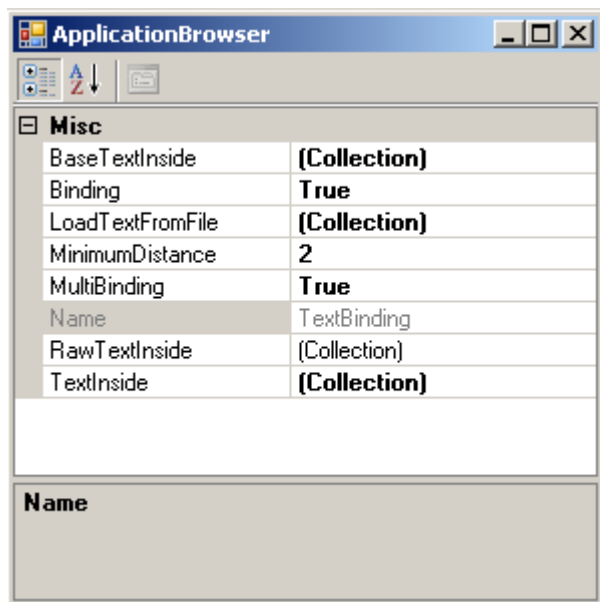 ApplicationBrowser
A
Z
Misc
BaseTextInside (Collection)
Binding True
LoadTextFromFile (Collection)
MinimumDistance 2
MultiBinding True
Name TextBinding
RawTextInside (Collection)
TextInside (Collection)
Name